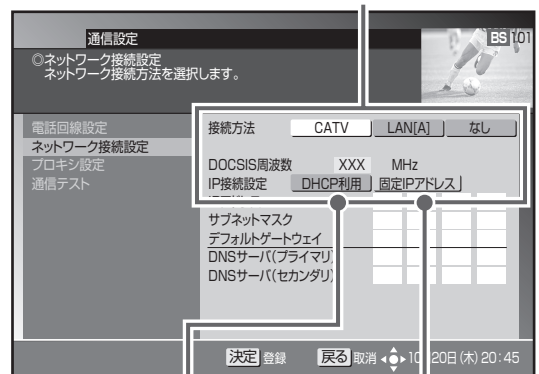 通信設定
BS 101
◎ネットワーク接続設定
ネットワーク接続方法を選択します。
電話回線設定
ネットワーク接続設定
プロキシ設定
通信テスト
接続方法 CATV LAN[A] なし
DOCSIS周波数 XXX MHz
IP接続設定 DHCP利用 固定IPアドレス
サブネットマスク
デフォルトゲートウェイ
DNSサーバ(プライマリ)
DNSサーバ(セカンダリ)
決定 登録 戻る 取消 20日(木) 20:45